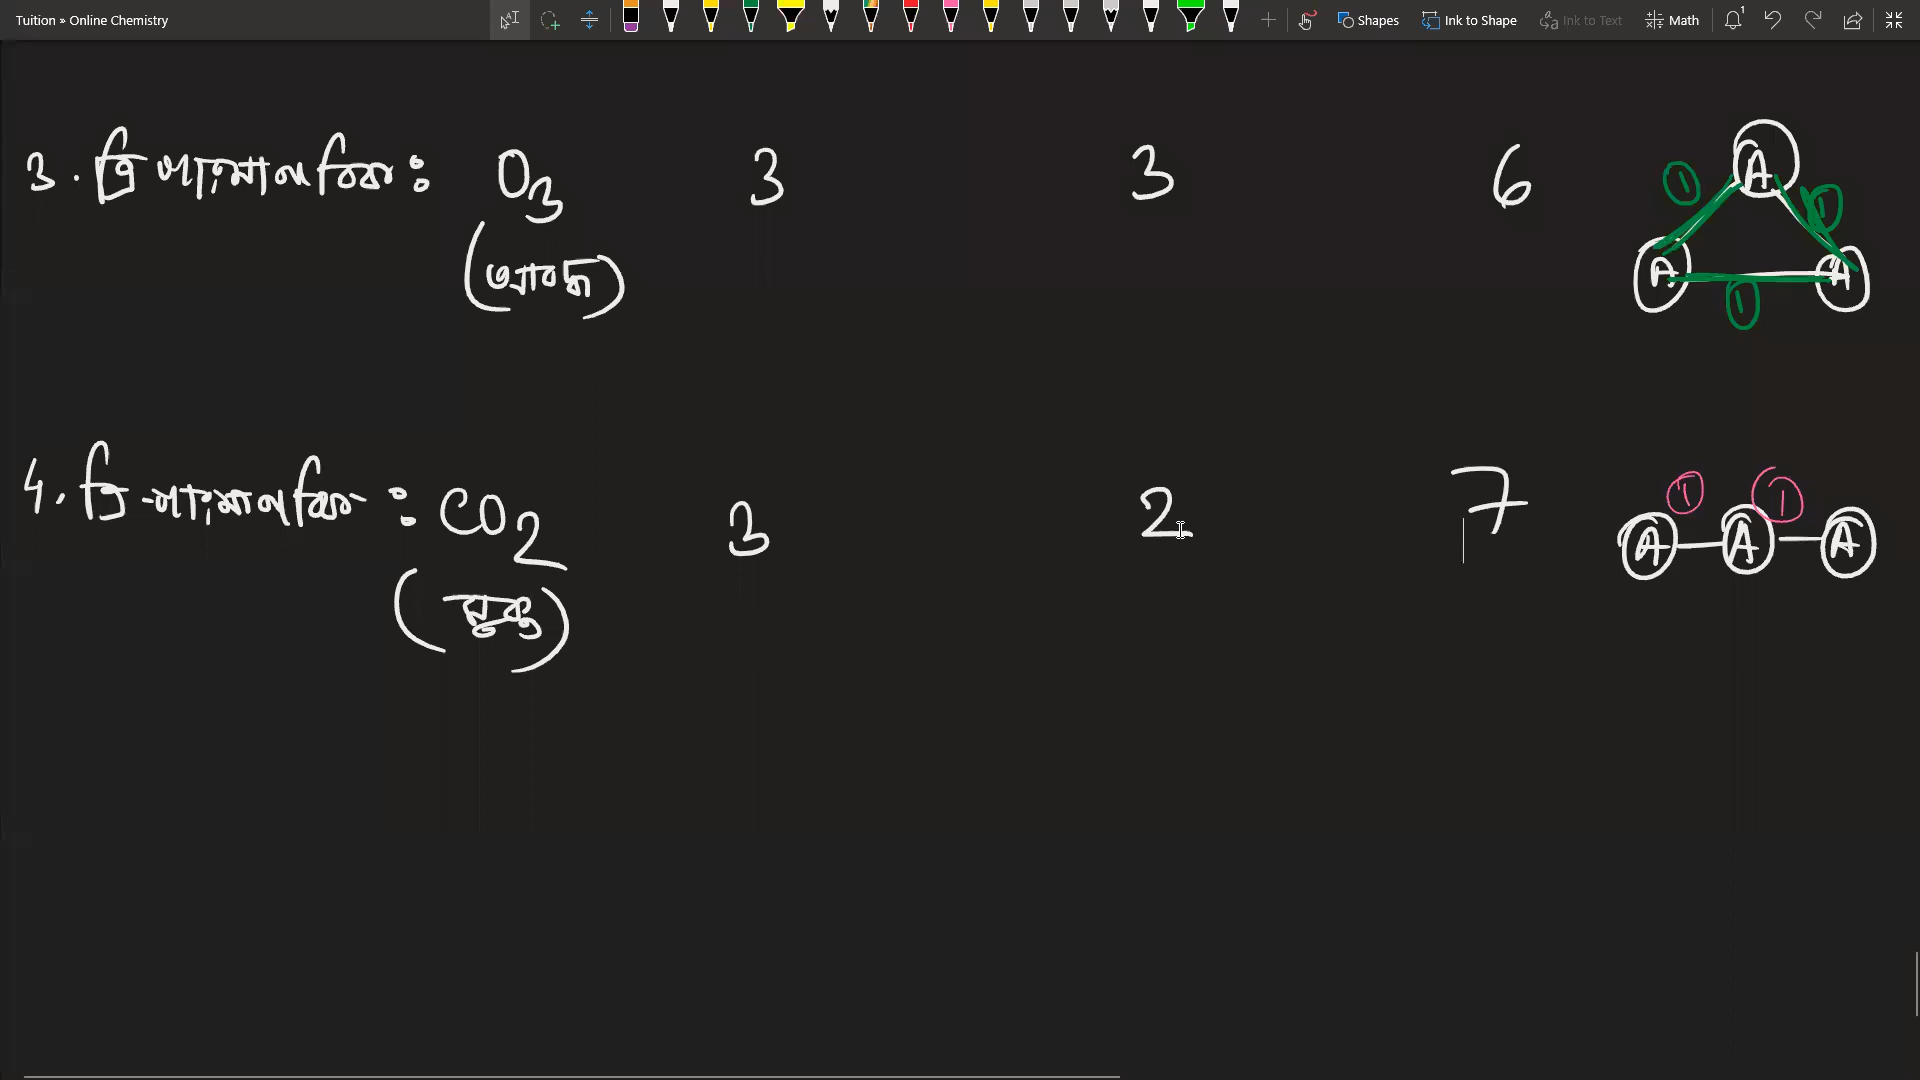 Tuition » Online Chemistry
Shapes Ink to Shape Ink to Text Math
3. ত্রি পারমাণবিক : O3 3 3 6
A A A
1 1 1
(আবদ্ধ)
4. ত্রি-পারমাণবিক : CO2 3 2 7
1 1
A A A
(মুক্ত)